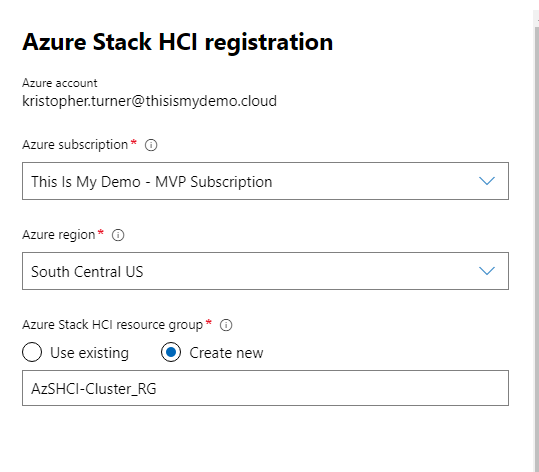 Azure Stack HCI registration
Azure account
kristopher.turner@thisismydemo.cloud
Azure subscription*
This Is My Demo - MVP Subscription
Azure region*
South Central US
Azure Stack HCI resource group*
Use existing Create new
AzSHCI-Cluster_RG